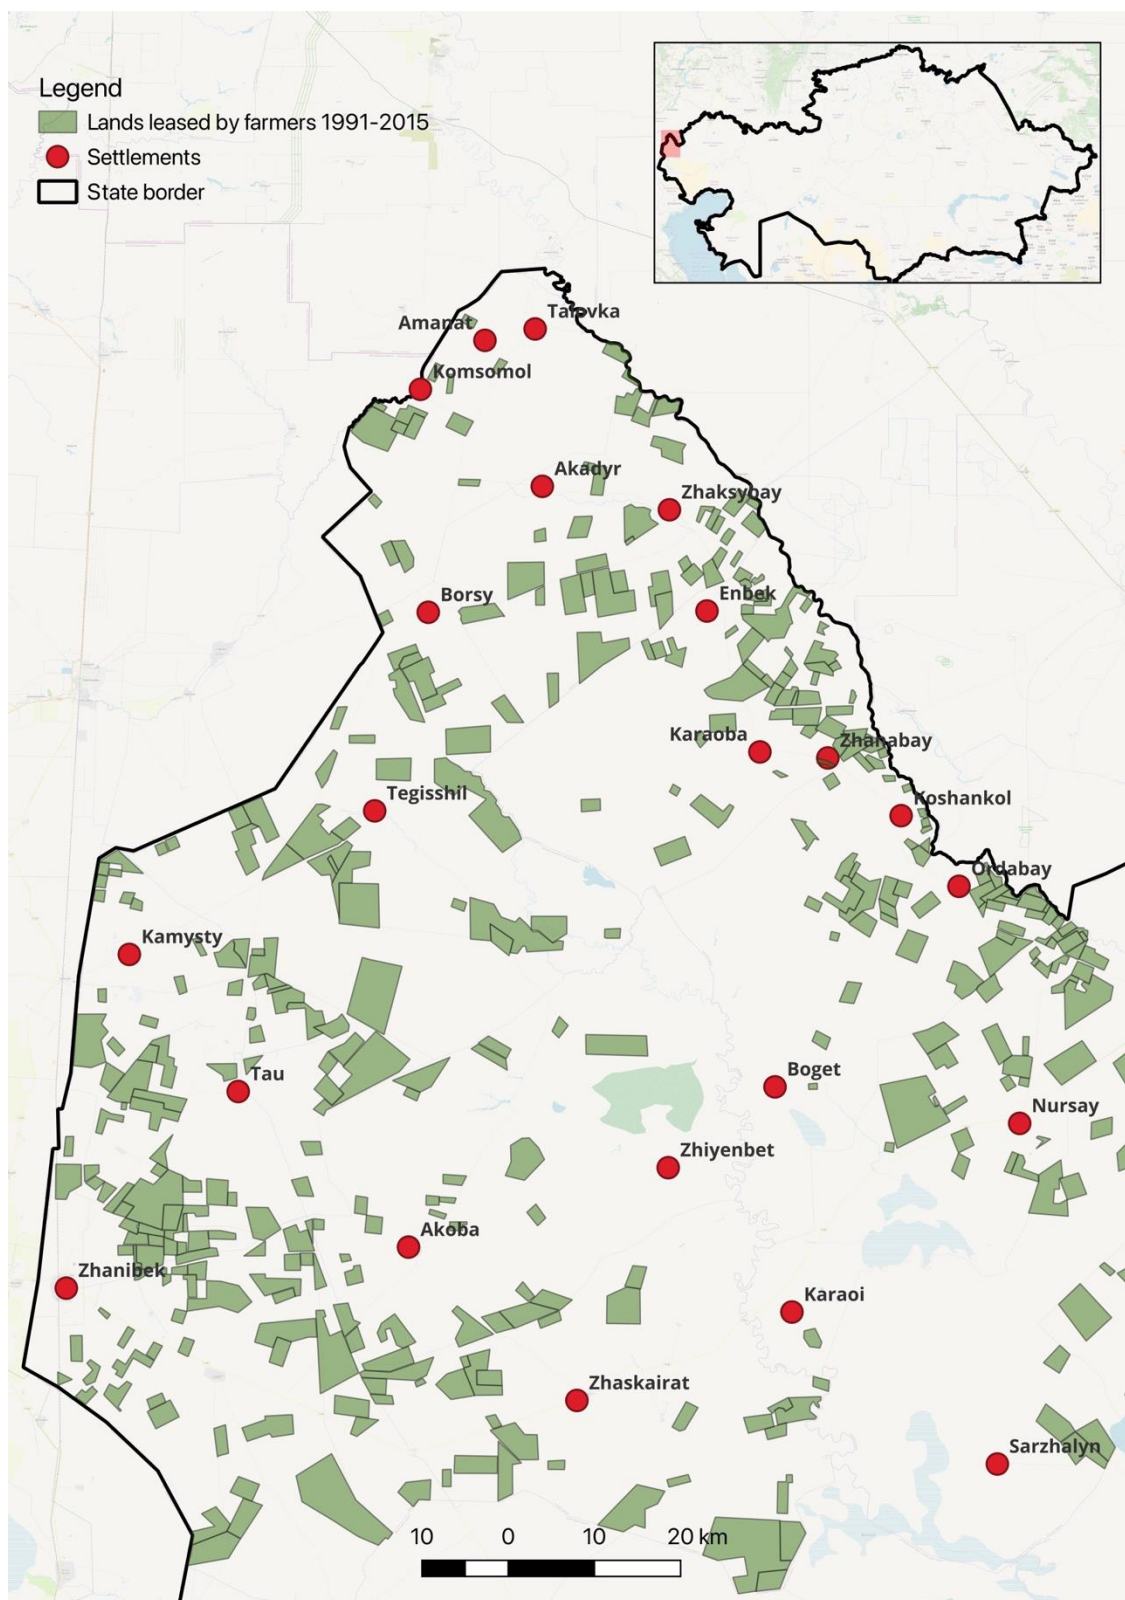 Legend
Lands leased by farmers 1991-2015
Settlements
State border
Talovka
Amanat
Komsomol
Akadyr
Zhaksybay
Borsy
Enbek
Karaoba
Zhanabay
Tegisshil
Koshankol
Ordabay
Kamysty
Tau
Boget
Nursay
Zhiyenbet
Akoba
Zhanibek
Karaoi
Zhaskairat
Sarzhalyn
10 0 10 20 km